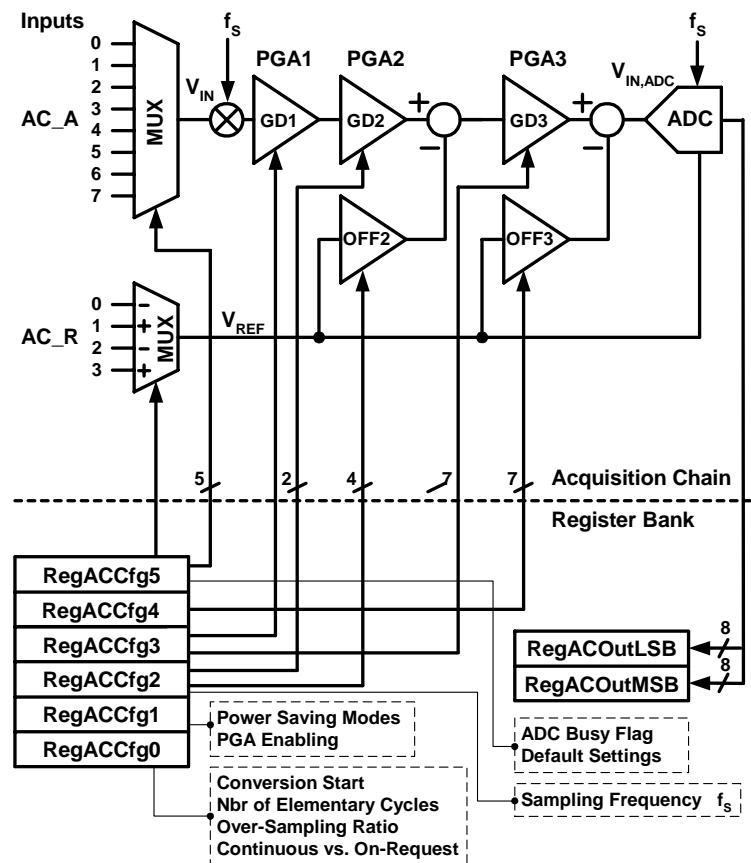 Inputs
f_S
PGA1
PGA2
PGA3
f_S
0
1
2
3
4
5
6
7
AC_A
MUX
V_IN
GD1
GD2
+
−
GD3
+
−
V_IN,ADC
ADC
OFF2
OFF3
0 −
1 +
2 −
3 +
AC_R
MUX
V_REF
5
2
4
7
7
Acquisition Chain
Register Bank
RegACCfg5
RegACCfg4
RegACCfg3
RegACCfg2
RegACCfg1
RegACCfg0
RegACOutLSB
8
RegACOutMSB
8
Power Saving Modes
PGA Enabling
ADC Busy Flag
Default Settings
Conversion Start
Nbr of Elementary Cycles
Over-Sampling Ratio
Continuous vs. On-Request
Sampling Frequency f_S